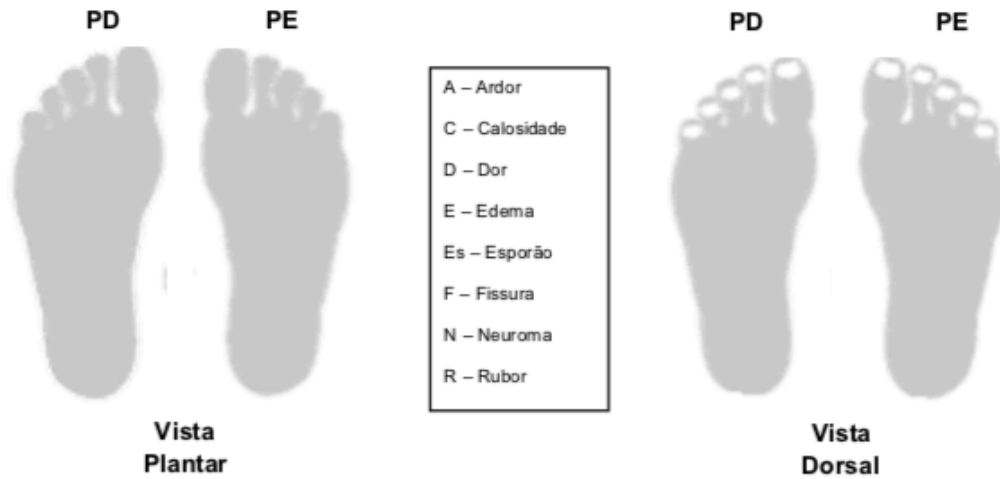 PD PE
Vista
Plantar
A – Ardor
C – Calosidade
D – Dor
E – Edema
Es – Esporão
F – Fissura
N – Neuroma
R – Rubor
PD PE
Vista
Dorsal